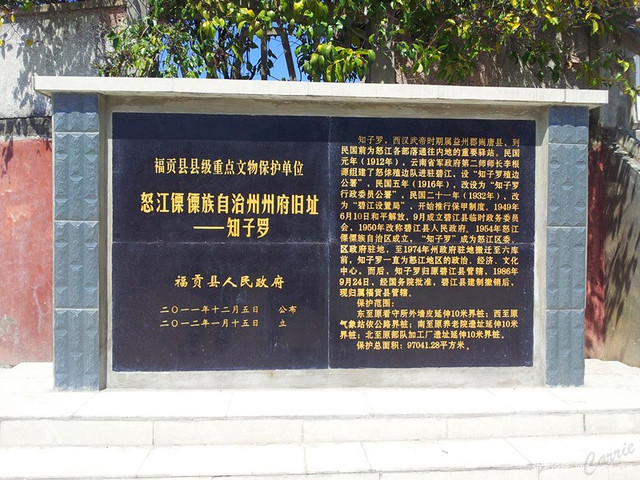 福贡县县级重点文物保护单位
怒江傈僳族自治州州府旧址
——知子罗
福贡县人民政府
二〇一一年十二月五日 公布
二〇一二年一月十五日 立
知子罗，西汉武帝时期属益州郡嶲唐县，到
民国前为怒江各部落通往内地的重要驿站。民国
元年（1912年），云南省军政府第二师师长李根
源组建了怒俅殖边队进驻碧江，设“知子罗殖边
公署”，民国五年（1916年），改设为“知子罗
行政委员公署”，民国二十一年（1932年），改
为“碧江设置局”，开始推行保甲制度。1949年
6月10日和平解放，9月成立碧江县临时政务委员
会，1950年改称碧江县人民政府。1954年怒江
傈僳族自治区成立，“知子罗”成为怒江区委、
区政府驻地，至1974年州政府驻地搬迁至六库
前，知子罗一直为怒江地区的政治、经济、文化
中心。而后，知子罗归原碧江县管辖，1986年
9月24日，经国务院批准，碧江县建制撤销后，
现归属福贡县管辖。
保护范围：
东至原看守所外墙皮延伸10米界桩；西至原
气象站依公路界桩；南至原养老院遗址延伸10米
界桩；北至原部队加工厂遗址延伸10米界桩。
保护总面积：97041.28平方米。
Carrie